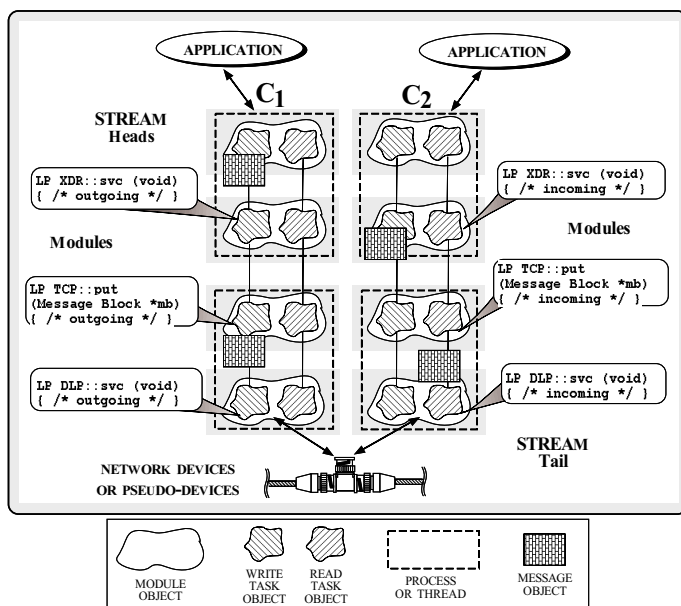 APPLICATION
APPLICATION
C1
C2
STREAM
Heads
LP XDR::svc (void)
{ /* outgoing */ }
LP XDR::svc (void)
{ /* incoming */ }
Modules
Modules
LP TCP::put
(Message Block *mb)
{ /* outgoing */ }
LP TCP::put
(Message Block *mb)
{ /* incoming */ }
LP DLP::svc (void)
{ /* outgoing */ }
LP DLP::svc (void)
{ /* incoming */ }
STREAM
Tail
NETWORK DEVICES
OR PSEUDO-DEVICES
MODULE
OBJECT
WRITE
TASK
OBJECT
READ
TASK
OBJECT
PROCESS
OR THREAD
MESSAGE
OBJECT